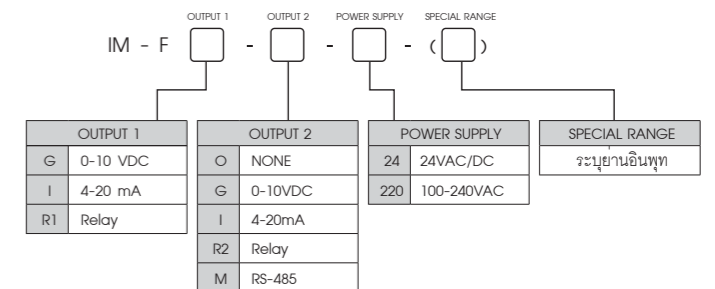 OUTPUT 1 OUTPUT 2 POWER SUPPLY SPECIAL RANGE
IM - F - - - ( )
OUTPUT 1
G 0-10 VDC
I 4-20 mA
R1 Relay
OUTPUT 2
O NONE
G 0-10VDC
I 4-20mA
R2 Relay
M RS-485
POWER SUPPLY
24 24VAC/DC
220 100-240VAC
SPECIAL RANGE
ระบุย่านอินพุท